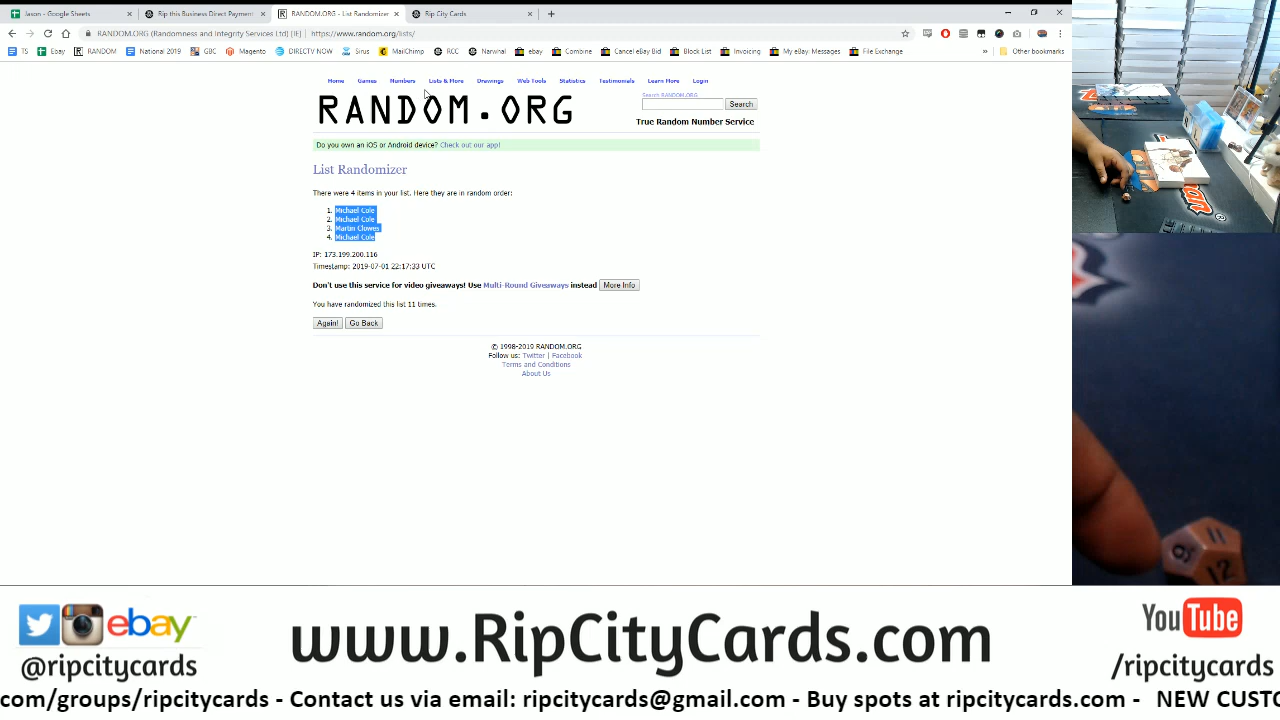 Jason - Google Sheets
Rip this Business Direct Payment
RANDOM.ORG - List Randomizer
Rip City Cards
RANDOM.ORG (Randomness and Integrity Services Ltd) [IE] | https://www.random.org/lists/
TS Ebay RANDOM National 2019 GBC Magento DIRECTV NOW Sirus MailChimp RCC Narwhal ebay Combine Cancel eBay Bid Block List Invoicing My eBay: Messages File Exchange » Other bookmarks
Home Games Numbers Lists & More Drawings Web Tools Statistics Testimonials Learn More Login
RANDOM.ORG
Search RANDOM.ORG
Search
True Random Number Service
Do you own an iOS or Android device? Check out our app!
List Randomizer
There were 4 items in your list. Here they are in random order:
1. Michael Cole
2. Michael Cole
3. Martin Clowes
4. Michael Cole
IP: 173.199.200.116
Timestamp: 2019-07-01 22:17:33 UTC
Don't use this service for video giveaways! Use Multi-Round Giveaways instead More Info
You have randomized this list 11 times.
Again! Go Back
© 1998-2019 RANDOM.ORG
Follow us: Twitter | Facebook
Terms and Conditions
About Us
9 11 12
ebay
@ripcitycards
www.RipCityCards.com
YouTube
/ripcitycards
com/groups/ripcitycards - Contact us via email: ripcitycards@gmail.com - Buy spots at ripcitycards.com - NEW CUSTO